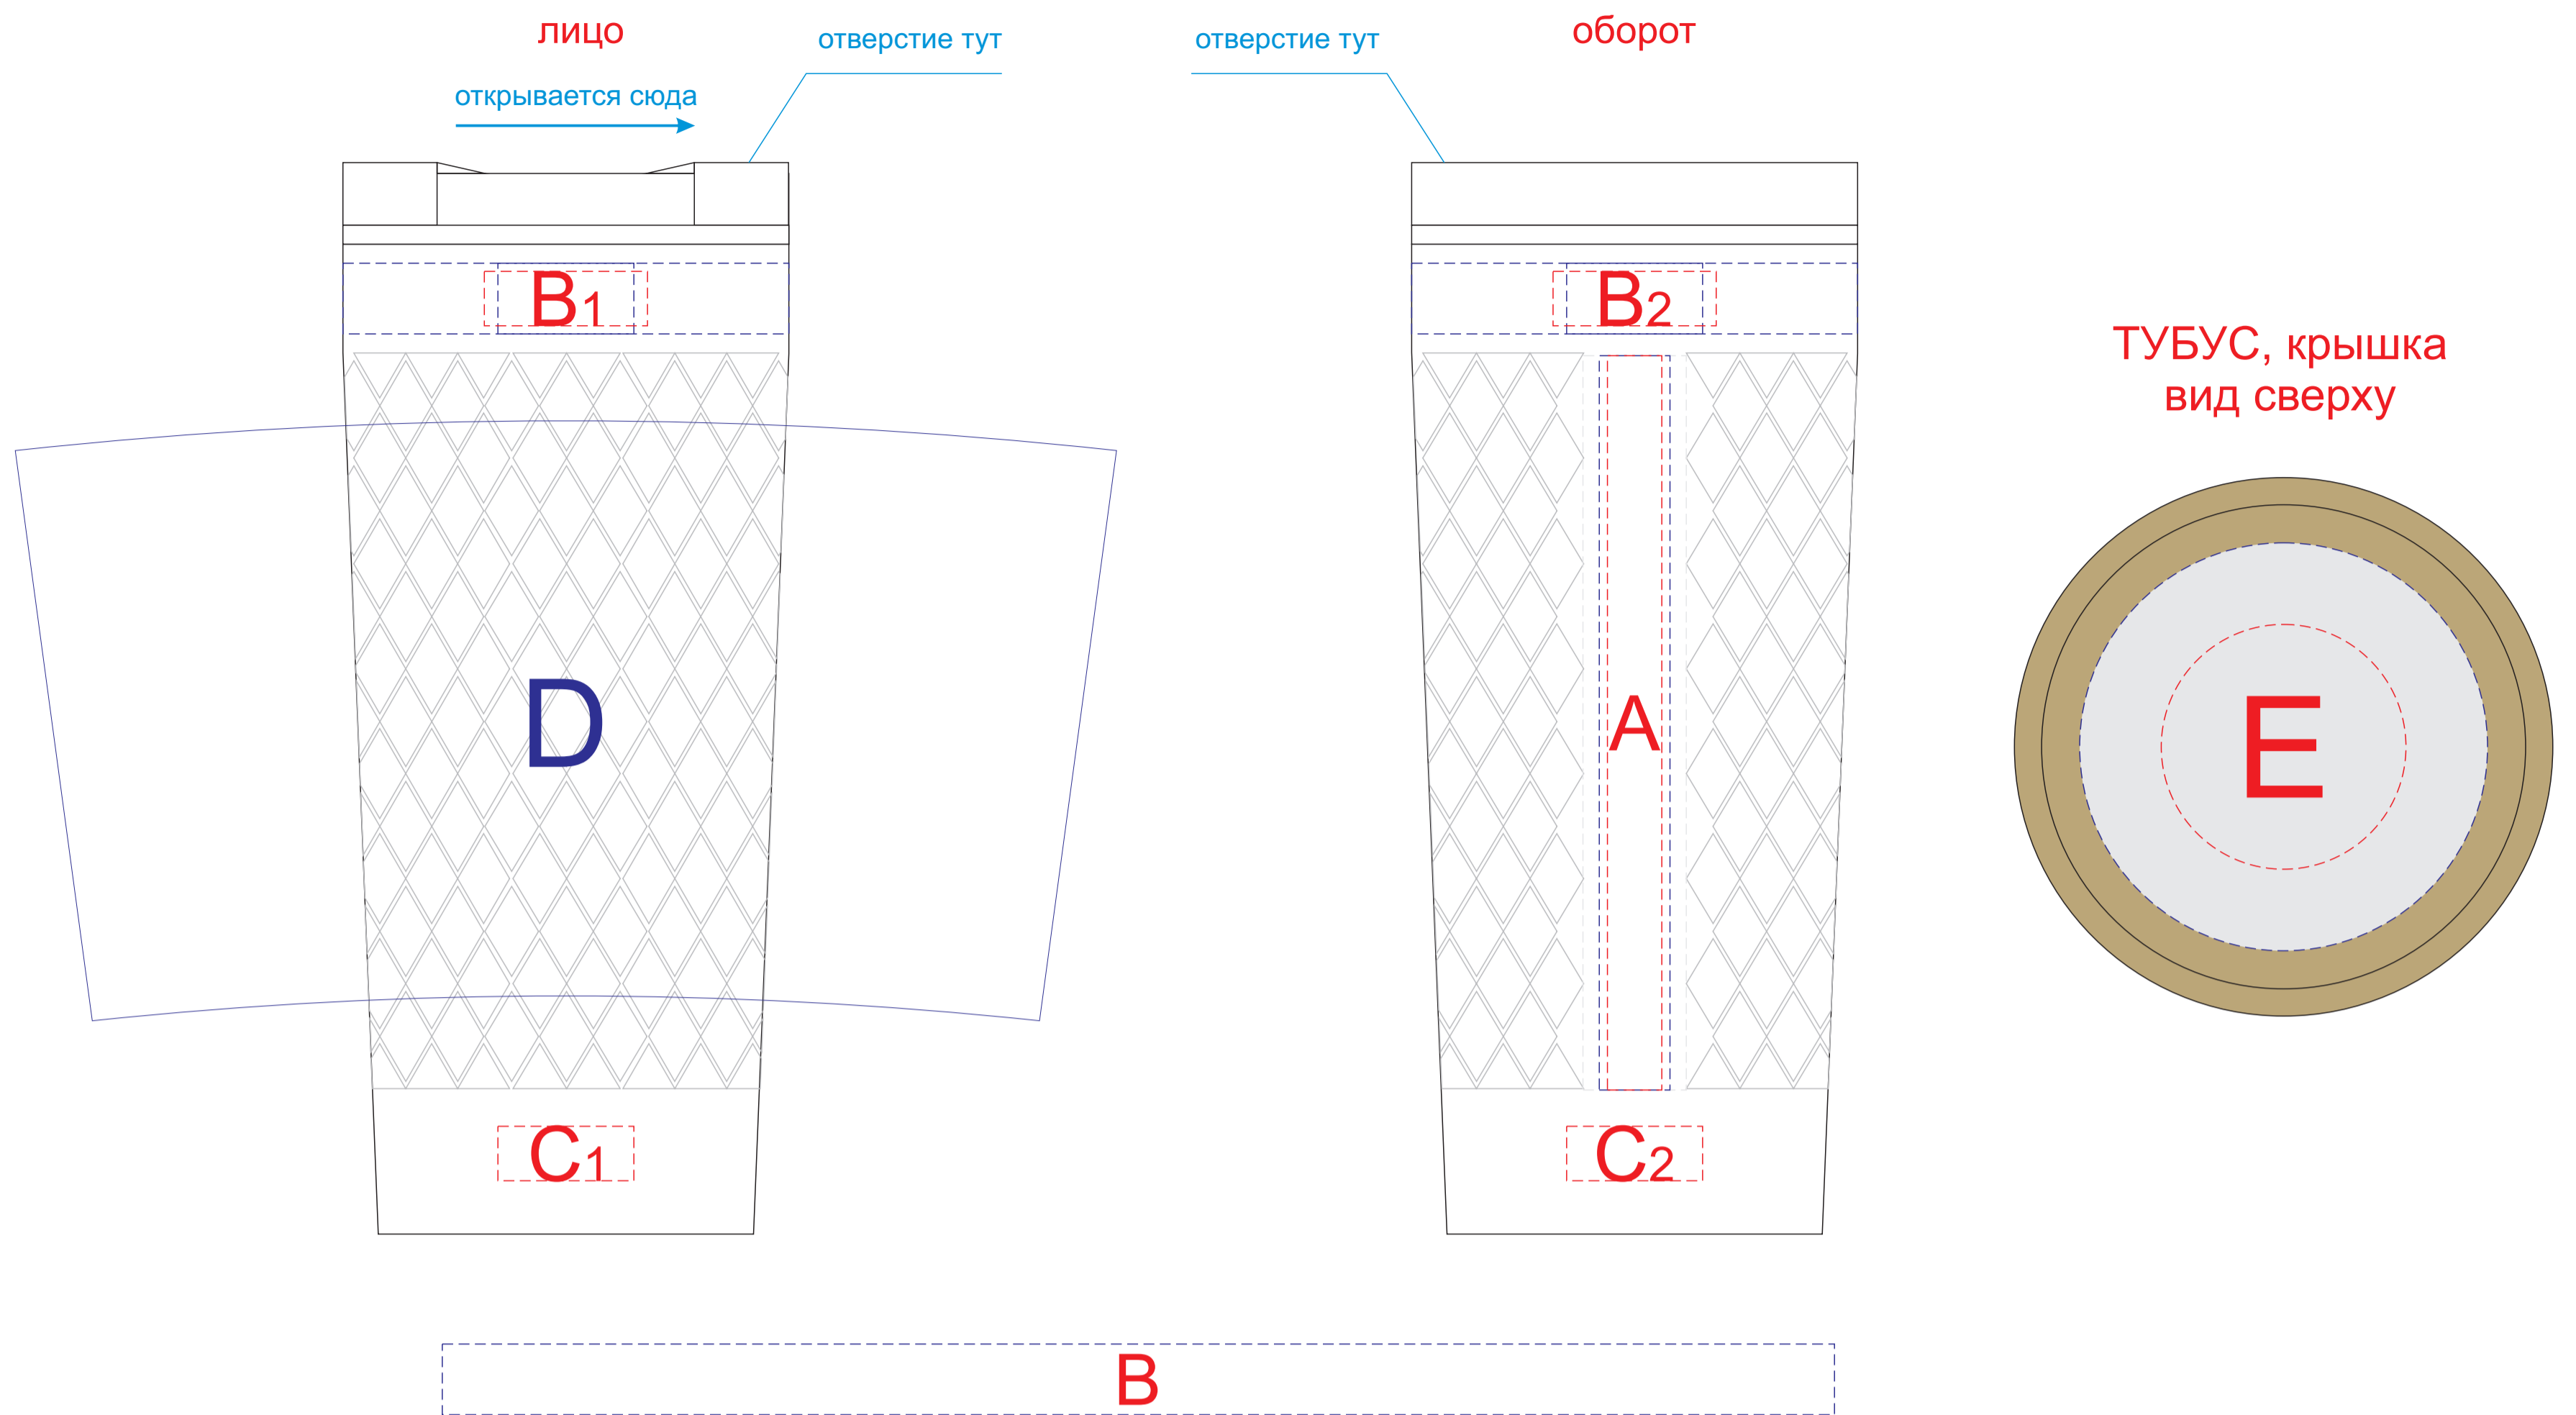 лицо
отверстие тут
отверстие тут
оборот
открывается сюда
B1
B2
ТУБУС, крышка
вид сверху
D
A
E
C1
C2
B